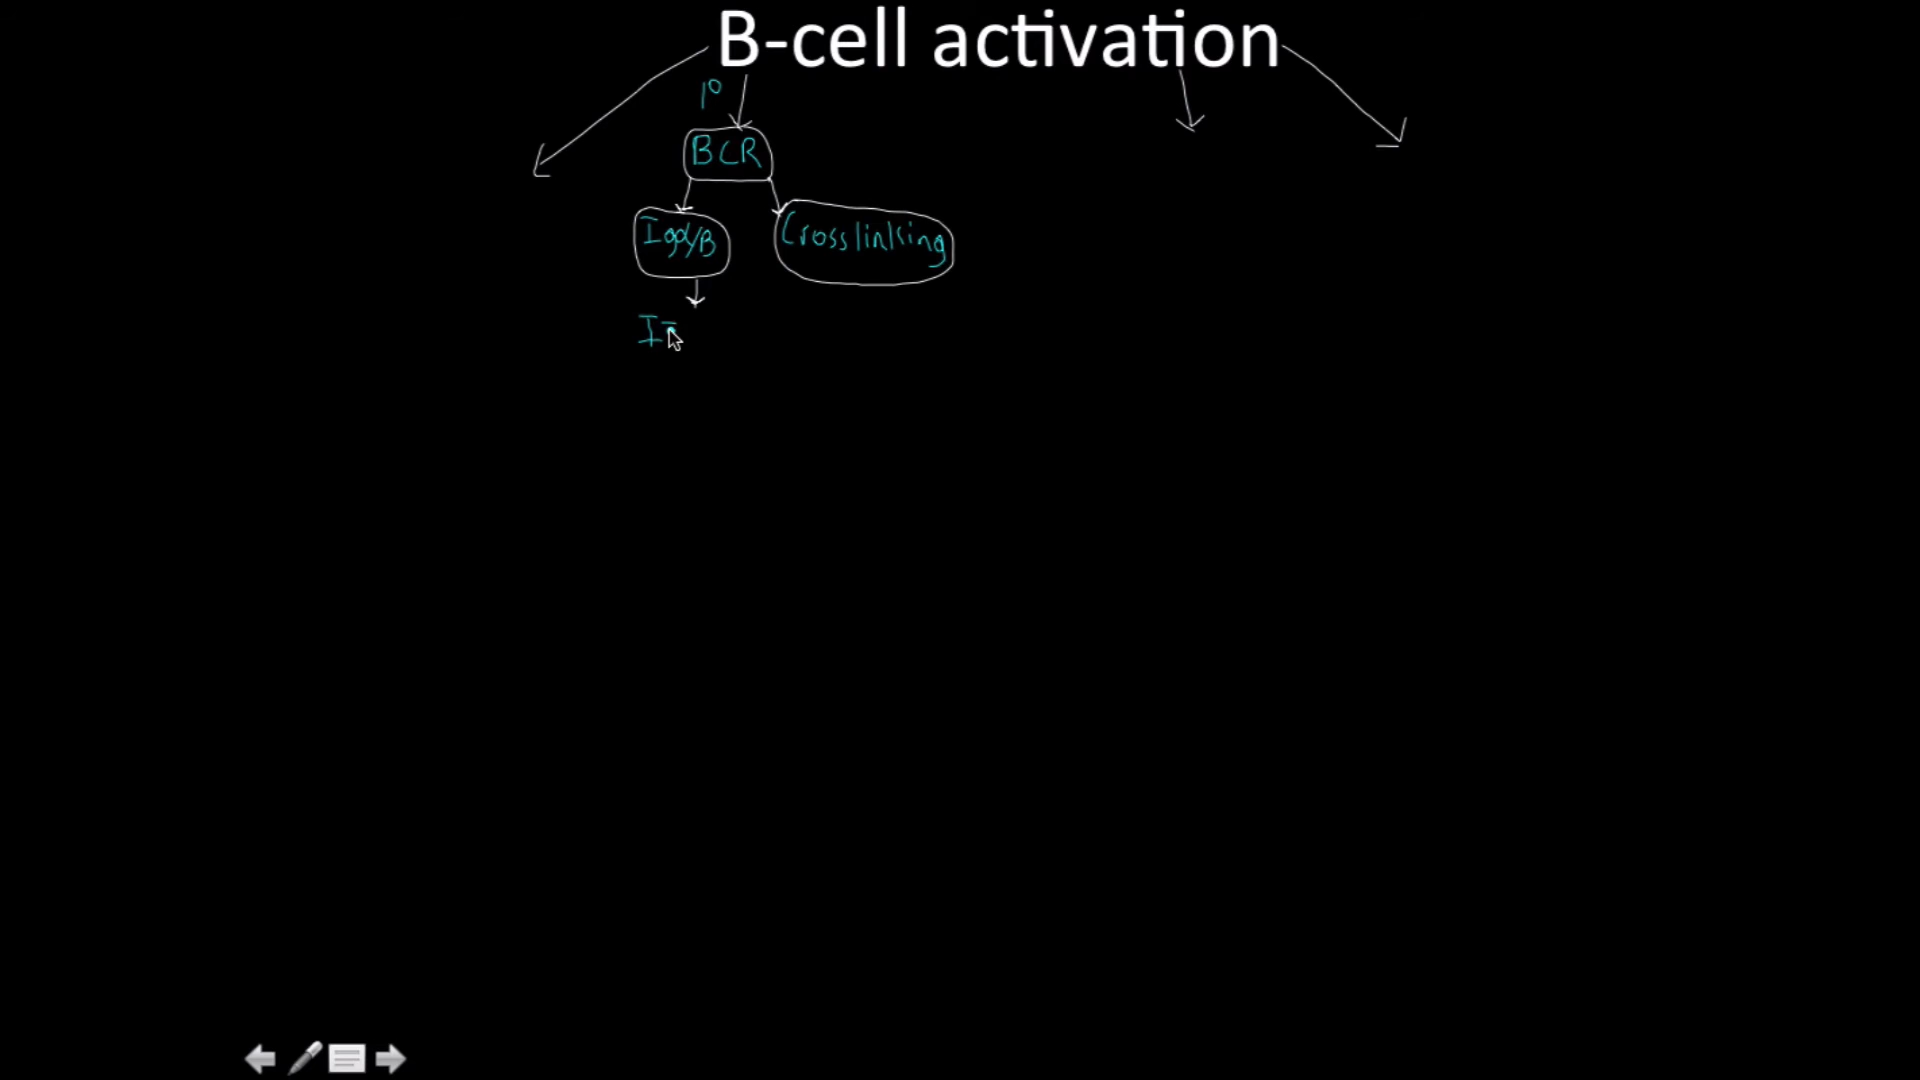 B-cell activation
1°
BCR
Igα/β
Crosslinking